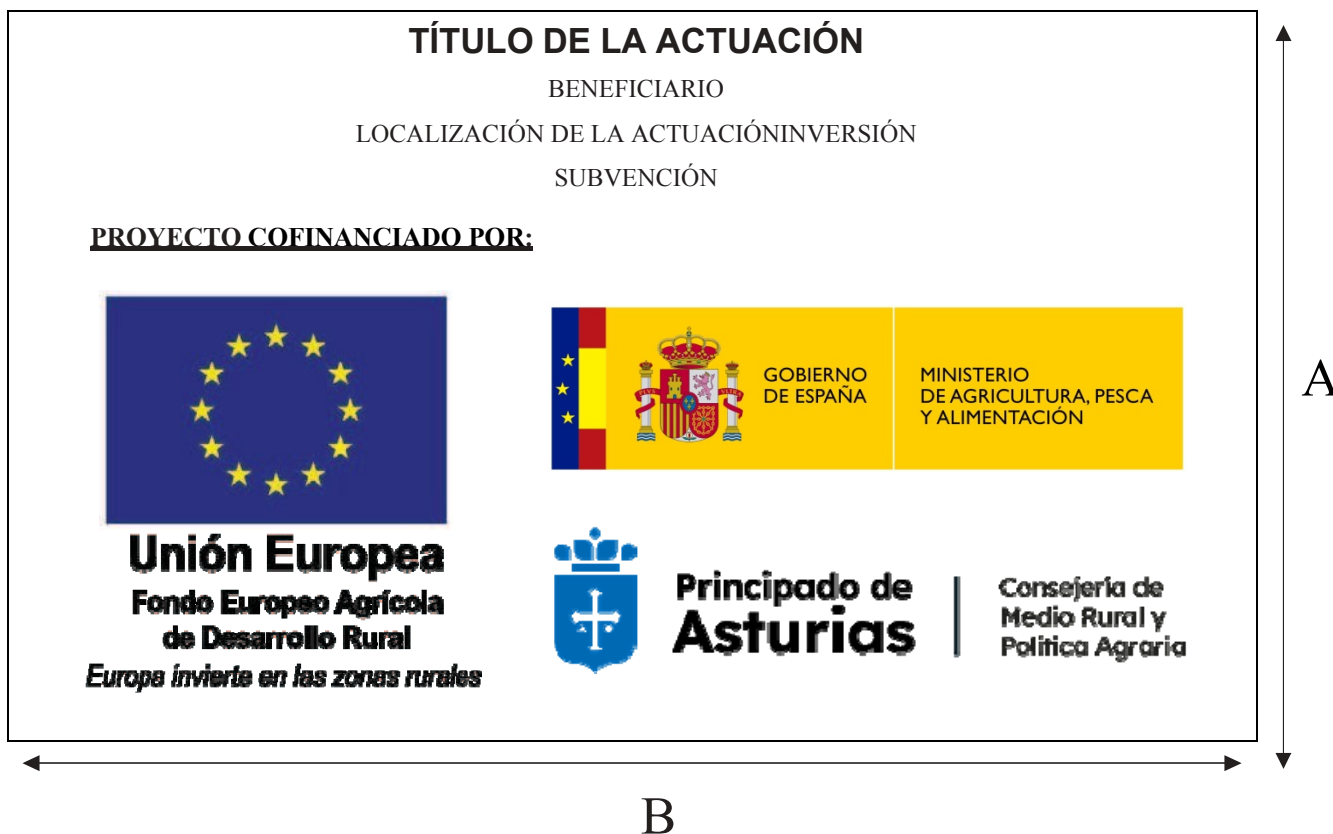 TÍTULO DE LA ACTUACIÓN
BENEFICIARIO
LOCALIZACIÓN DE LA ACTUACIÓNINVERSIÓN
SUBVENCIÓN
PROYECTO COFINANCIADO POR:
Unión Europea
Fondo Europeo Agrícola
de Desarrollo Rural
Europa invierte en las zonas rurales
GOBIERNO
DE ESPAÑA
MINISTERIO
DE AGRICULTURA, PESCA
Y ALIMENTACIÓN
Principado de
Asturias
Consejería de
Medio Rural y
Política Agraria
A
B